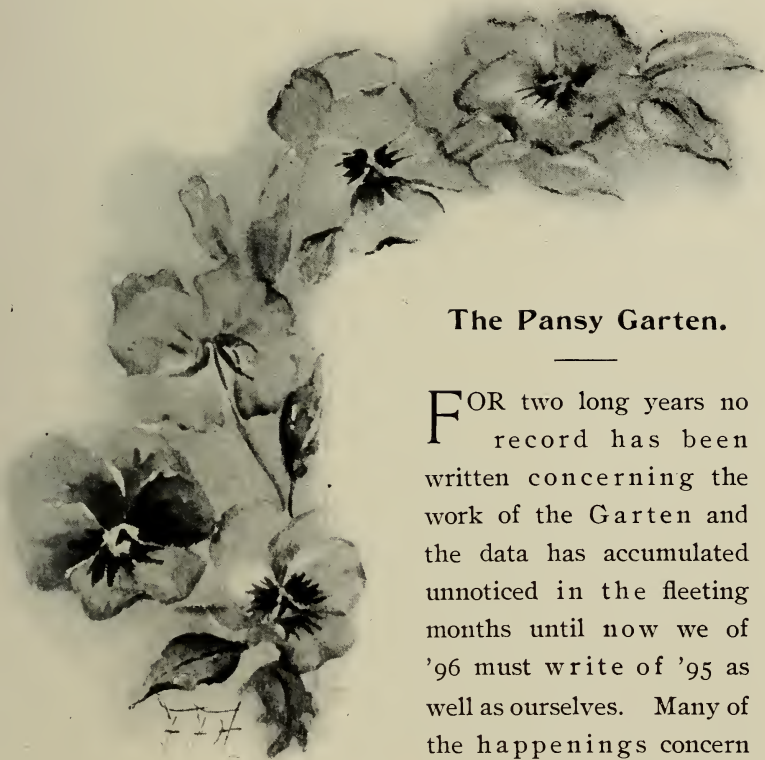 The Pansy Garten.
FOR two long years no
record has been
written concerning the
work of the Garten and
the data has accumulated
unnoticed in the fleeting
months until now we of
'96 must write of '95 as
well as ourselves. Many of
the happenings concern